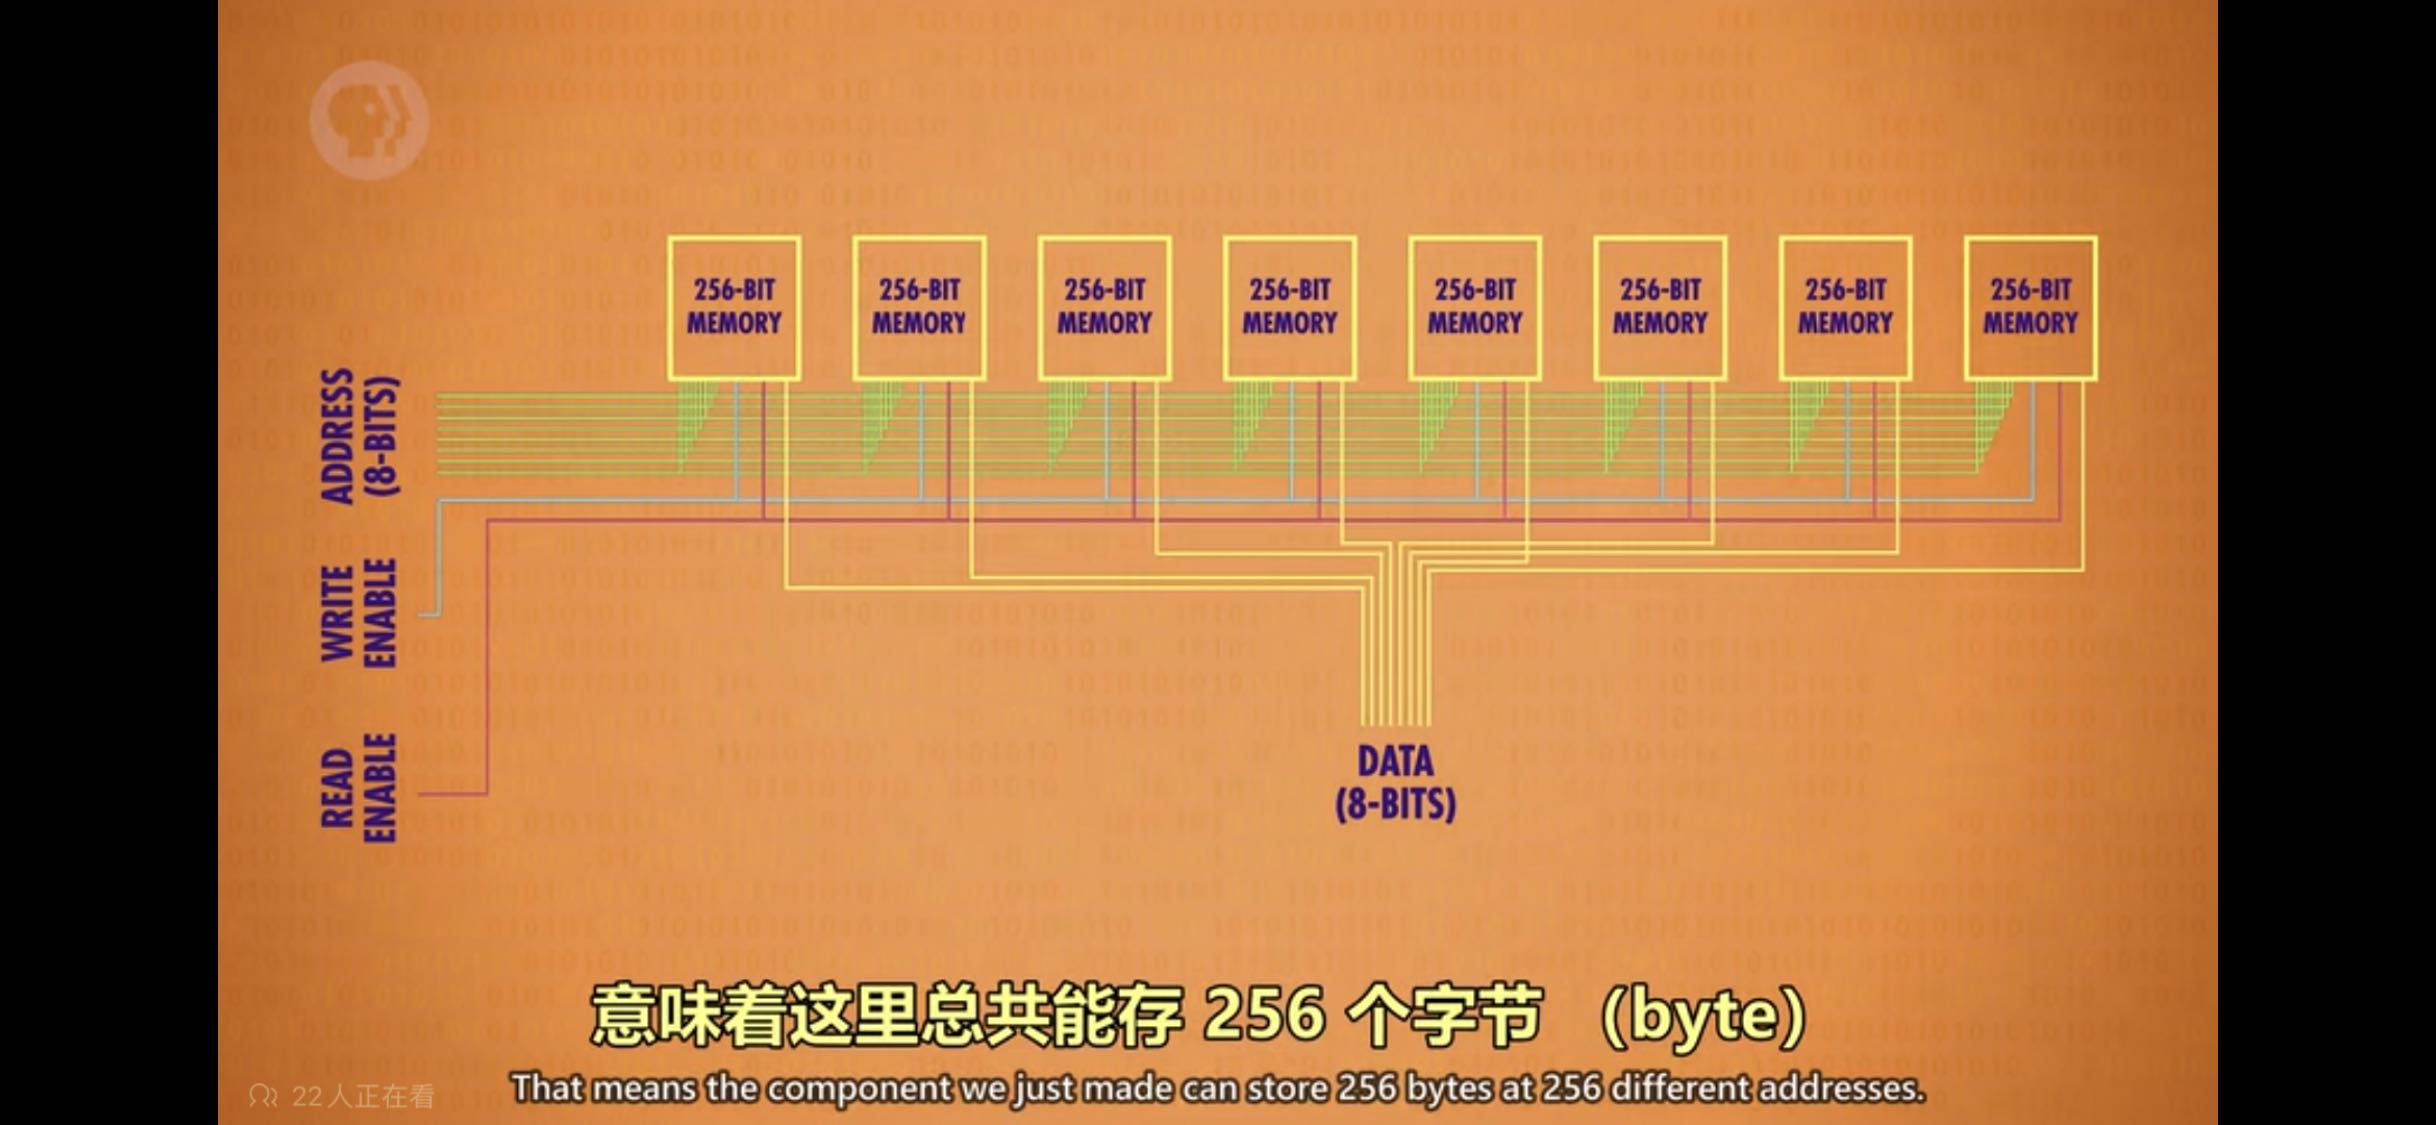 256-BIT
MEMORY
256-BIT
MEMORY
256-BIT
MEMORY
256-BIT
MEMORY
256-BIT
MEMORY
256-BIT
MEMORY
256-BIT
MEMORY
256-BIT
MEMORY
ADDRESS
(8-BITS)
WRITE
ENABLE
READ
ENABLE
DATA
(8-BITS)
意味着这里总共能存 256 个字节 （byte）
That means the component we just made can store 256 bytes at 256 different addresses.
22人正在看